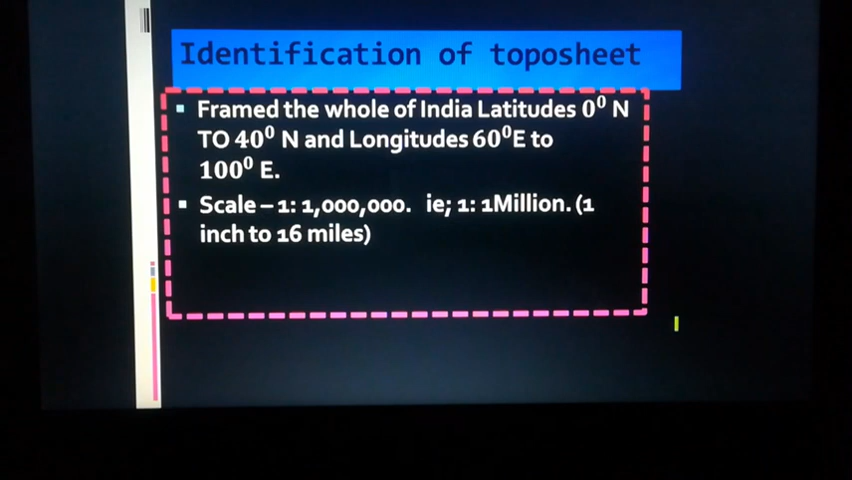 Identification of toposheet
▪ Framed the whole of India Latitudes 0⁰ N
TO 40⁰ N and Longitudes 60⁰E to
100⁰ E.
▪ Scale – 1: 1,000,000. ie; 1: 1Million. (1
inch to 16 miles)